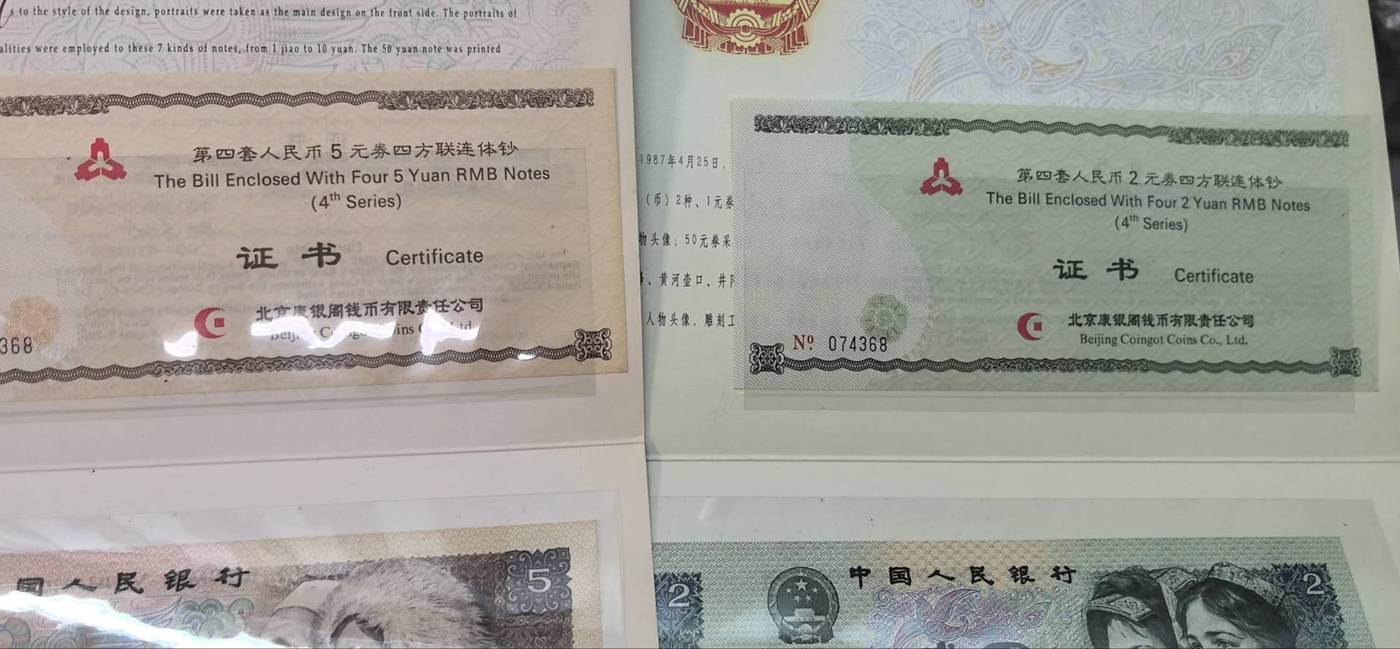 s to the style of the design, portraits were taken as the main design on the front side. The portraits of
alities were employed to these 7 kinds of notes, from 1 jiao to 10 yuan. The 50 yuan note was printed
第四套人民币5元券四方联连体钞
The Bill Enclosed With Four 5 Yuan RMB Notes
(4th Series)
证书 Certificate
北京康银阁钱币有限责任公司
368
国人民银行
5
1987年4月25日,
(币)2种、1元券
物头像;50元券采
、黄河壶口、井
人物头像,雕刻工
第四套人民币2元券四方联连体钞
The Bill Enclosed With Four 2 Yuan RMB Notes
(4th Series)
证书 Certificate
北京康银阁钱币有限责任公司
Beijing Coingot Coins Co., Ltd.
Nº 074368
中国人民银行
2
2